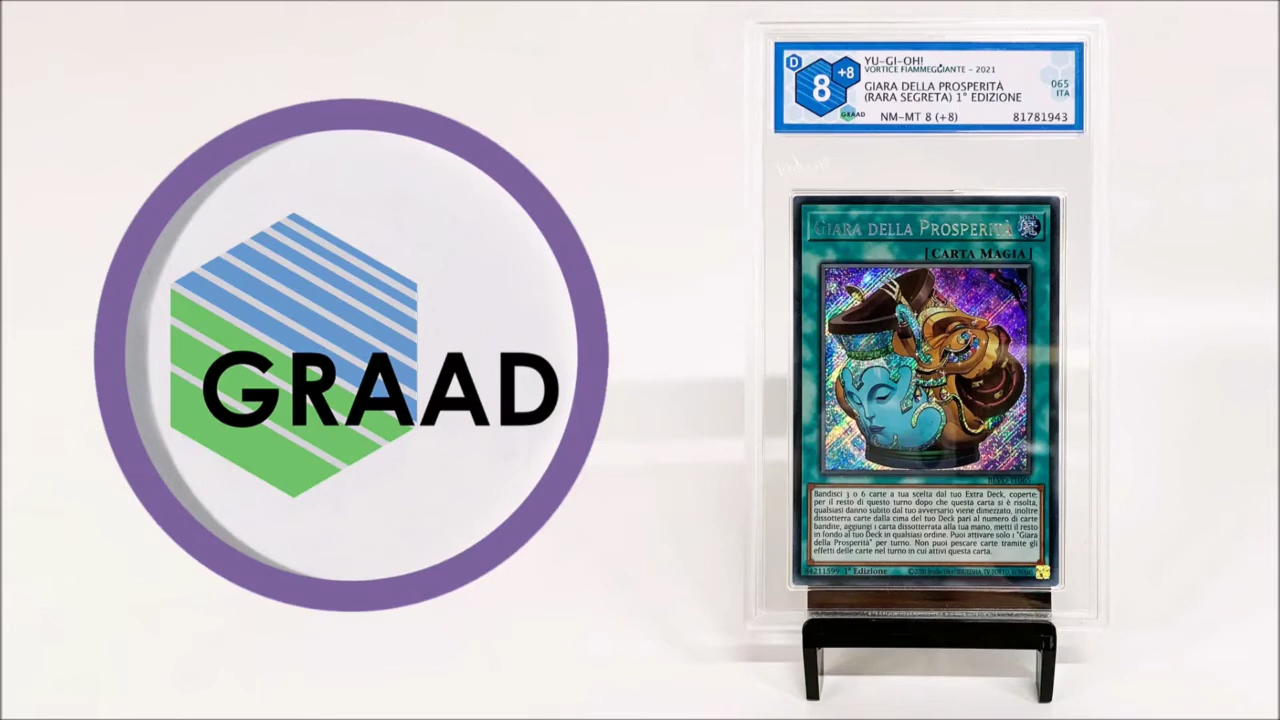 GRAAD
D
8
+8
GRAAD
YU-GI-OH!
VORTICE FIAMMEGGIANTE - 2021
GIARA DELLA PROSPERITÀ
(RARA SEGRETA) 1° EDIZIONE
NM-MT 8 (+8)
065
ITA
81781943
GIARA DELLA PROSPERITÀ
[CARTA MAGIA]
BLVO-IT065
Bandisci 3 o 6 carte a tua scelta dal tuo Extra Deck, coperte;
per il resto di questo turno dopo che questa carta si è risolta,
qualsiasi danno subìto dal tuo avversario viene dimezzato, inoltre
dissotterra carte dalla cima del tuo Deck pari al numero di carte
bandite, aggiungi 1 carta dissotterrata alla tua mano, metti il resto
in fondo al tuo Deck in qualsiasi ordine. Puoi attivare solo 1 "Giara
della Prosperità" per turno. Non puoi pescare carte tramite gli
effetti delle carte nel turno in cui attivi questa carta.
84211599 1ª Edizione